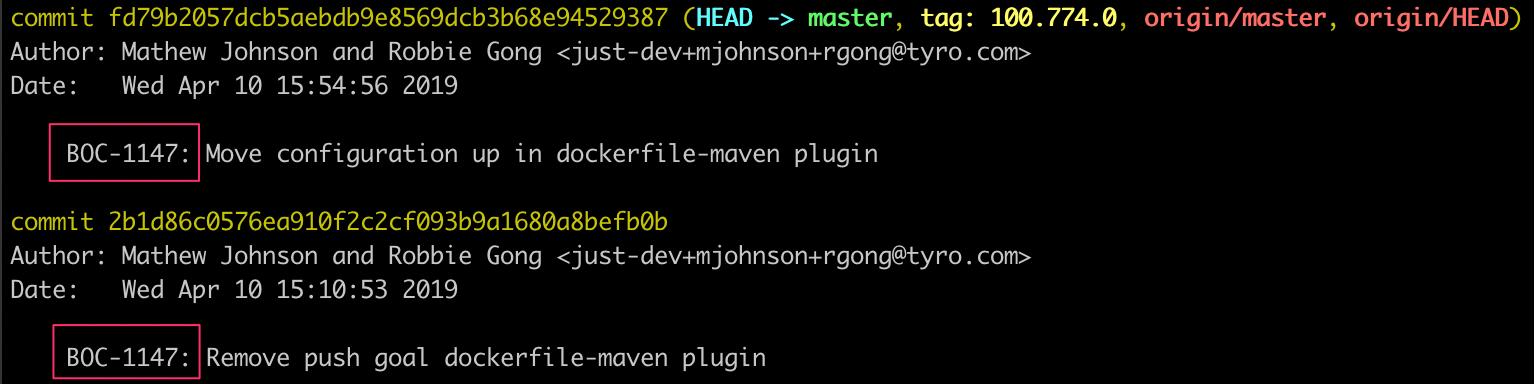 commit fd79b2057dcb5aebdb9e8569dcb3b68e94529387 (HEAD -> master, tag: 100.774.0, origin/master, origin/HEAD)
Author: Mathew Johnson and Robbie Gong <just-dev+mjohnson+rgong@tyro.com>
Date:   Wed Apr 10 15:54:56 2019
BOC-1147: Move configuration up in dockerfile-maven plugin
commit 2b1d86c0576ea910f2c2cf093b9a1680a8befb0b
Author: Mathew Johnson and Robbie Gong <just-dev+mjohnson+rgong@tyro.com>
Date:   Wed Apr 10 15:10:53 2019
BOC-1147: Remove push goal dockerfile-maven plugin